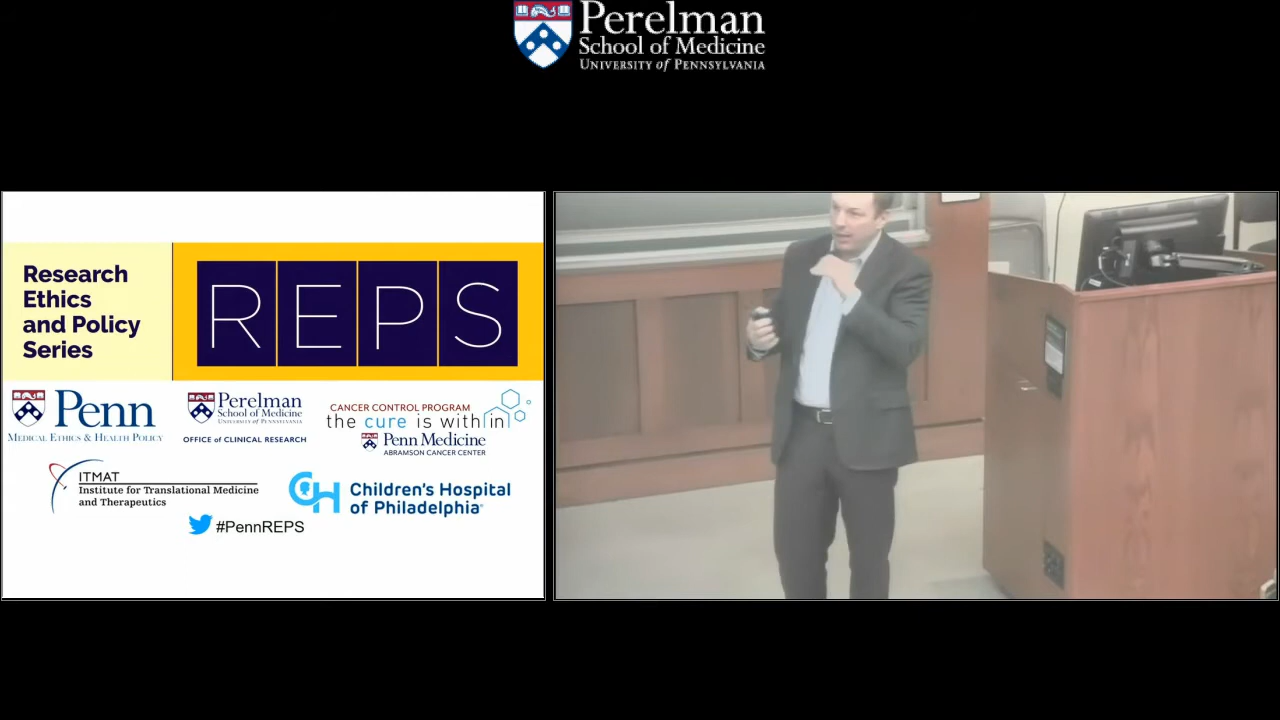 Perelman
School of Medicine
UNIVERSITY of PENNSYLVANIA
Research
Ethics
and Policy
Series
REPS
Penn
MEDICAL ETHICS & HEALTH POLICY
Perelman
School of Medicine
UNIVERSITY of PENNSYLVANIA
OFFICE of CLINICAL RESEARCH
CANCER CONTROL PROGRAM
the cure is within
Penn Medicine
ABRAMSON CANCER CENTER
ITMAT
Institute for Translational Medicine
and Therapeutics
CH
Children's Hospital
of Philadelphia
#PennREPS